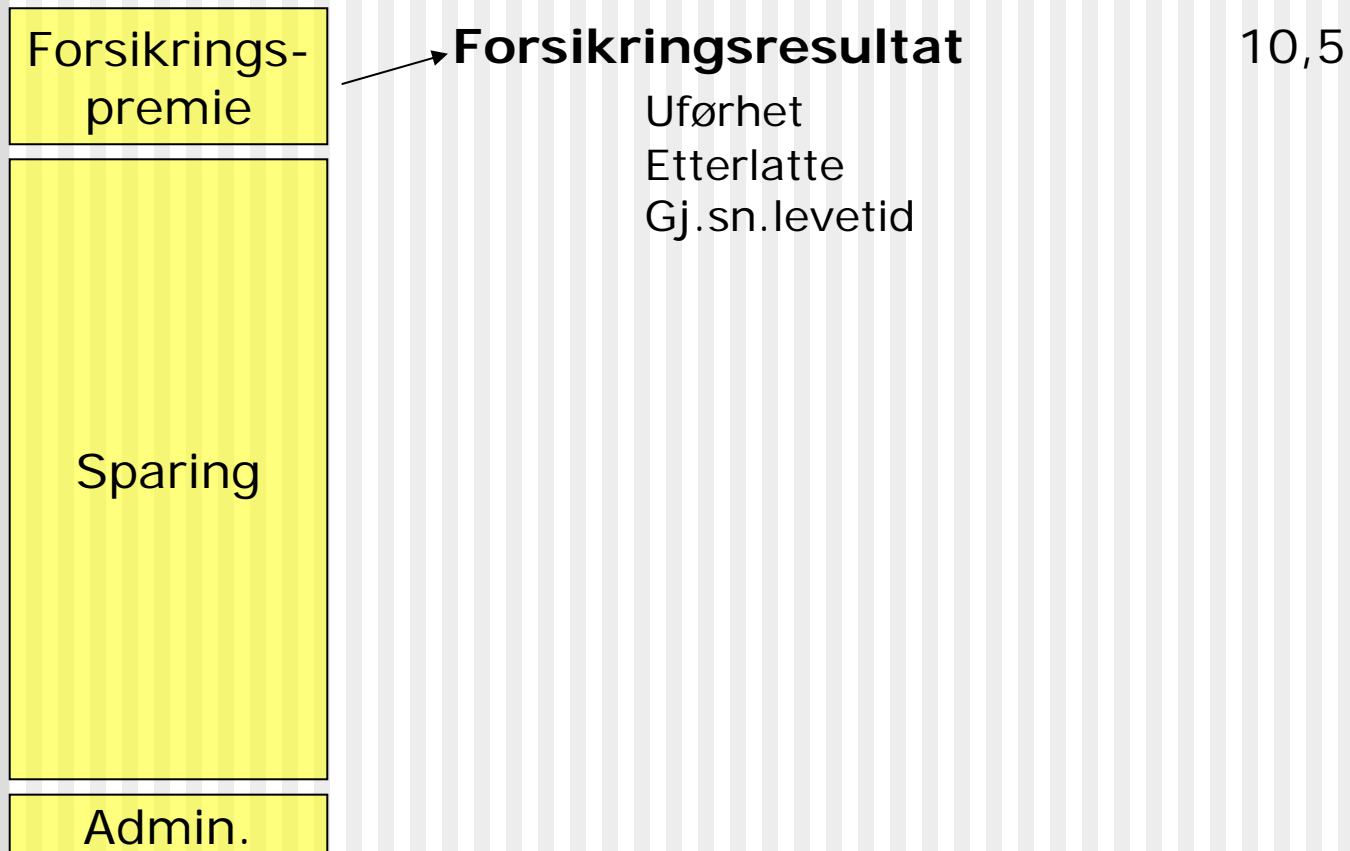 Forsikrings-
premie
Forsikringsresultat 10,5
Uførhet
Etterlatte
Gj.sn.levetid
Sparing
Admin.